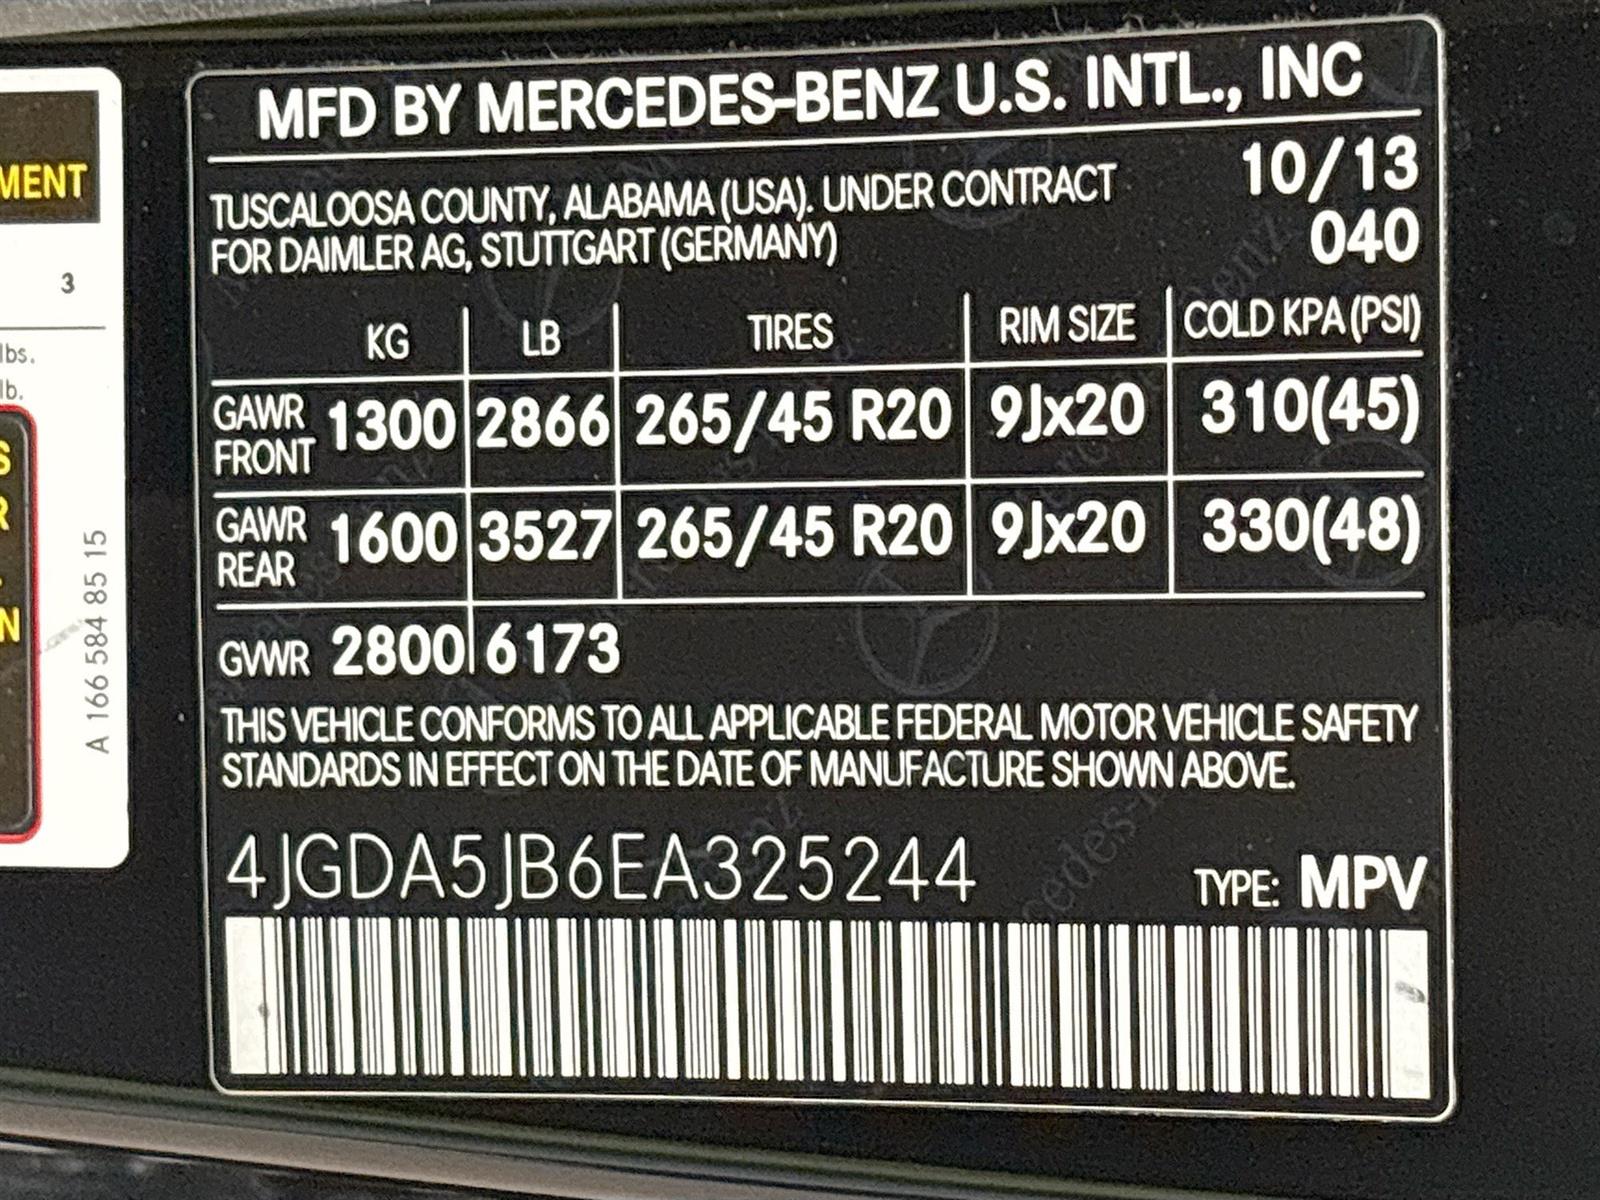 MENT
3
lbs.
lb.
S
R
N
A 166 584 85 15
MFD BY MERCEDES-BENZ U.S. INTL., INC
TUSCALOOSA COUNTY, ALABAMA (USA). UNDER CONTRACT 10/13
FOR DAIMLER AG, STUTTGART (GERMANY) 040
KG LB TIRES RIM SIZE COLD KPA (PSI)
GAWR FRONT 1300 2866 265/45 R20 9Jx20 310(45)
GAWR REAR 1600 3527 265/45 R20 9Jx20 330(48)
GVWR 2800 6173
THIS VEHICLE CONFORMS TO ALL APPLICABLE FEDERAL MOTOR VEHICLE SAFETY
STANDARDS IN EFFECT ON THE DATE OF MANUFACTURE SHOWN ABOVE.
4JGDA5JB6EA325244 TYPE: MPV